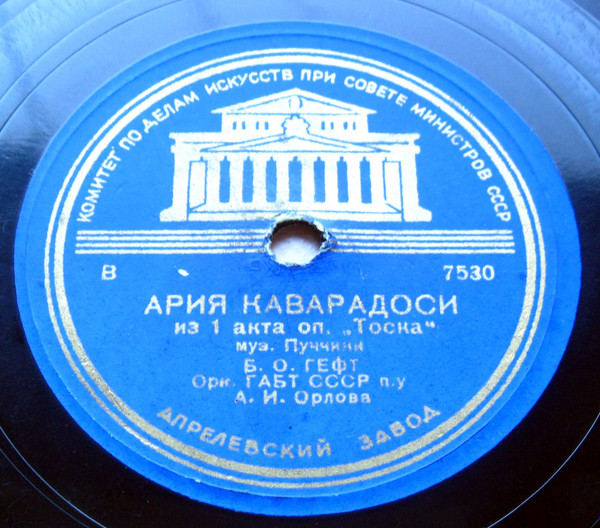 КОМИТЕТ ПО ДЕЛАМ ИСКУССТВ ПРИ СОВЕТЕ МИНИСТРОВ СССР
В 7530
АРИЯ КАВАРАДОСИ
из 1 акта оп. „Тоска“
муз. Пуччини
Б. О. ГЕФТ
Орк. ГАБТ СССР п.у
А. И. Орлова
АПРЕЛЕВСКИЙ ЗАВОД